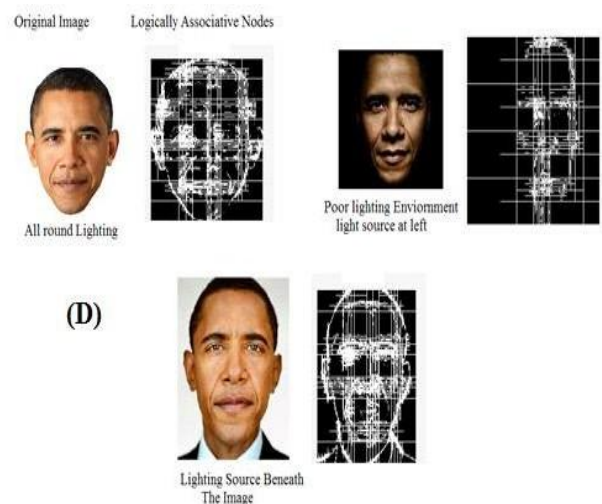 Original Image
Logically Associative Nodes
All round Lighting
Poor lighting Enviornment
light source at left
(D)
Lighting Source Beneath
The Image